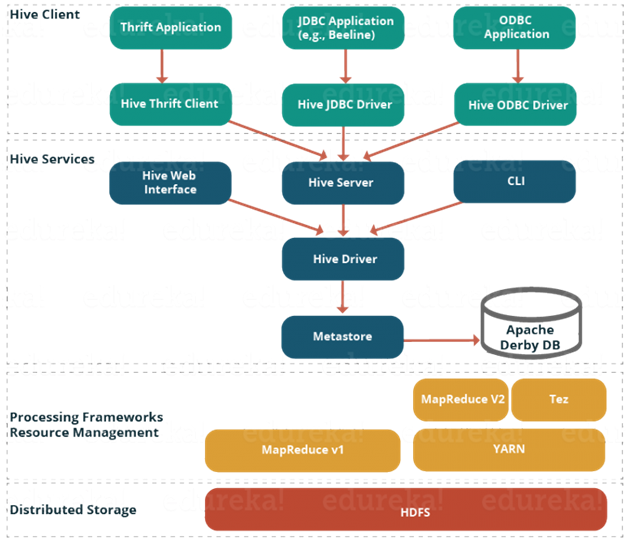 Hive Client
Thrift Application
JDBC Application
(e.g., Beeline)
ODBC
Application
Hive Thrift Client
Hive JDBC Driver
Hive ODBC Driver
Hive Services
Hive Web
Interface
Hive Server
CLI
Hive Driver
Metastore
Apache
Derby DB
Processing Frameworks
Resource Management
MapReduce V2
Tez
MapReduce v1
YARN
Distributed Storage
HDFS
edureka!